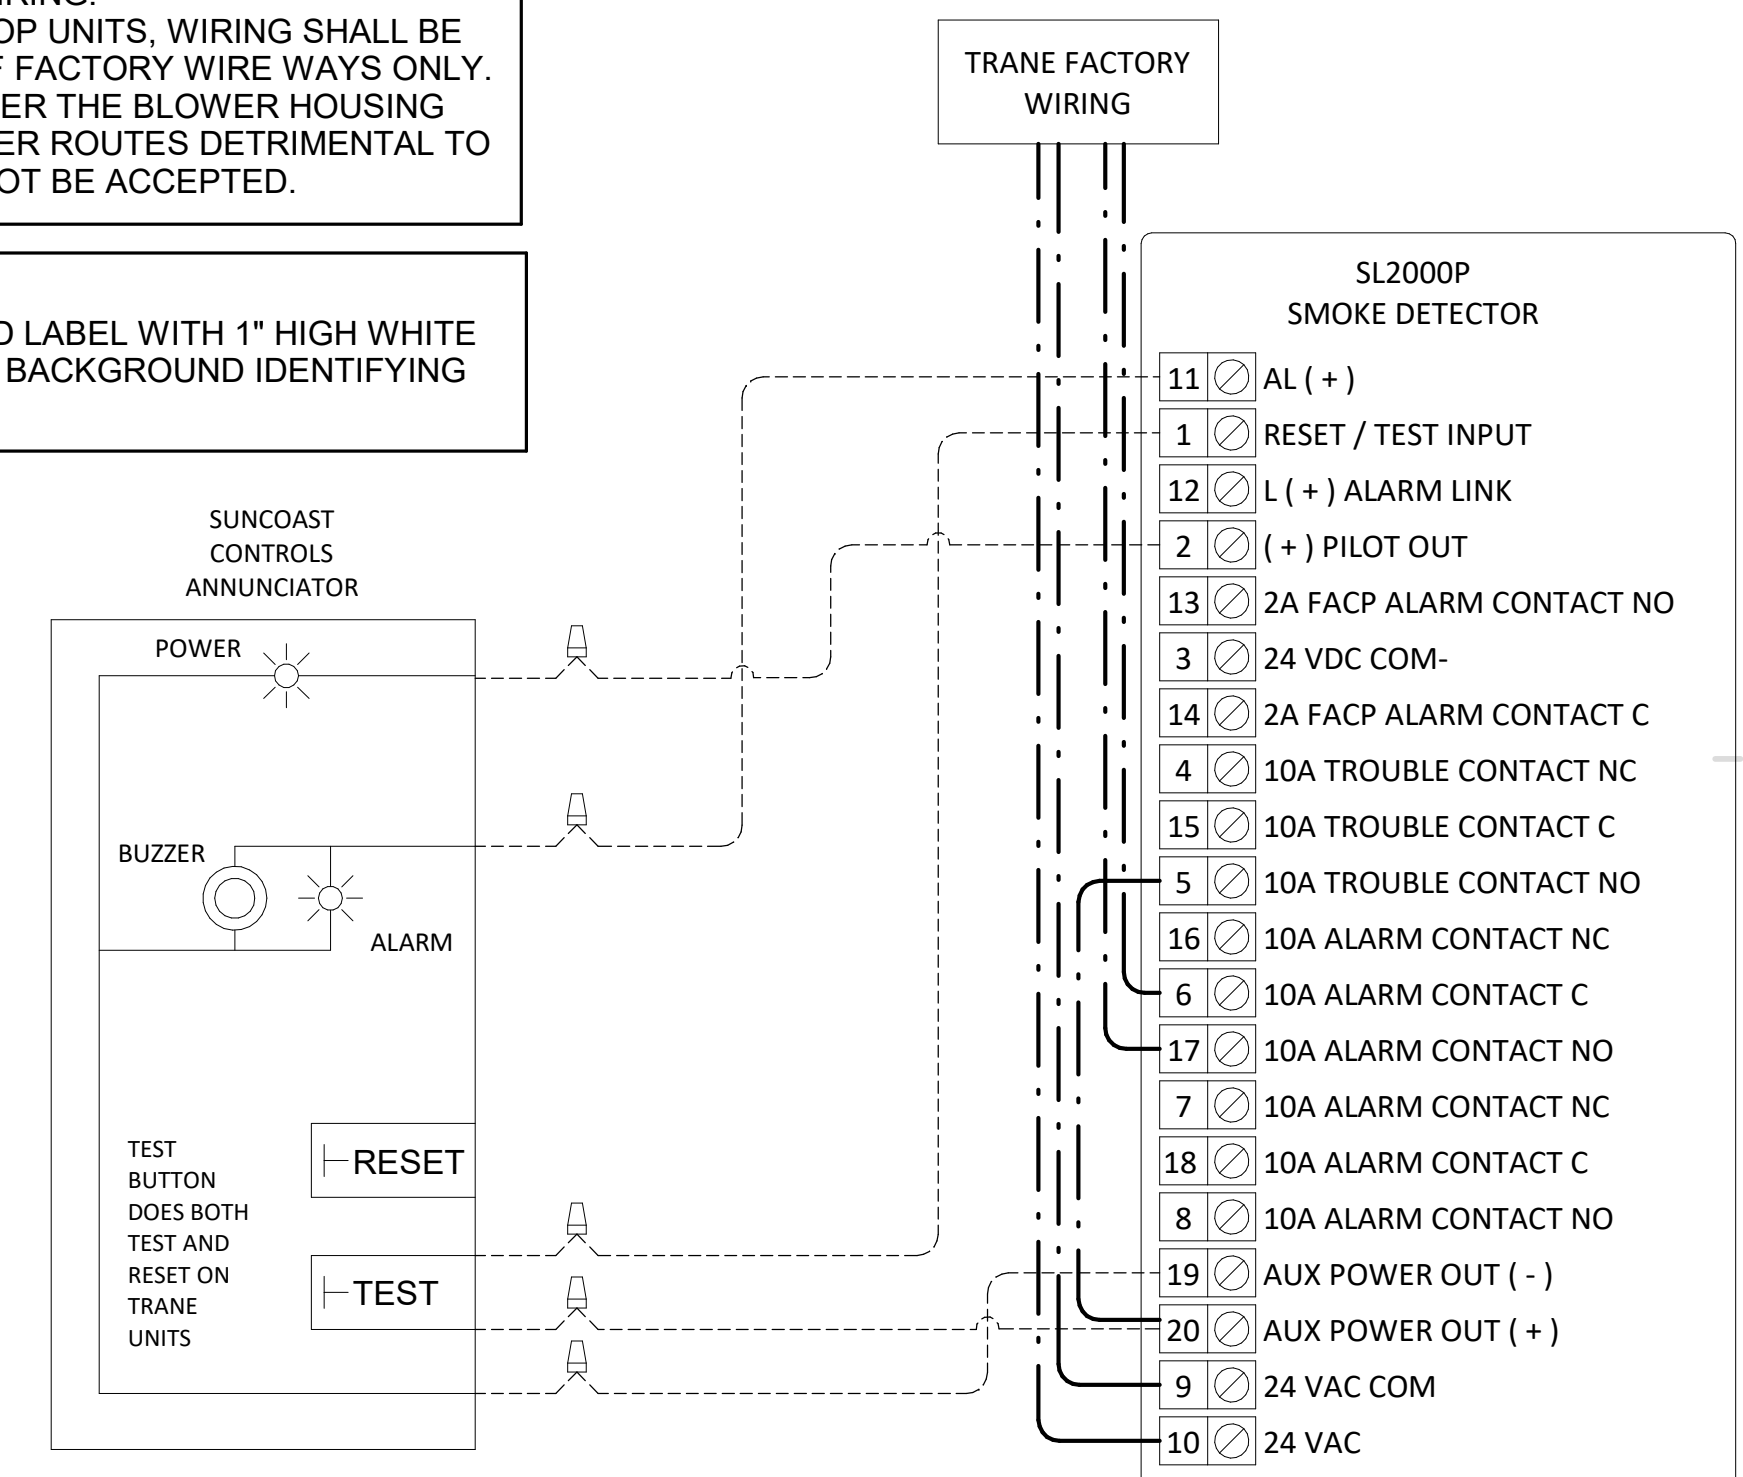 OP UNITS, WIRING SHALL BE
FACTORY WIRE WAYS ONLY.
ER THE BLOWER HOUSING
ER ROUTES DETRIMENTAL TO
OT BE ACCEPTED.
LABEL WITH 1" HIGH WHITE
BACKGROUND IDENTIFYING
TRANE FACTORY
WIRING
SUNCOAST
CONTROLS
ANNUNCIATOR
POWER
BUZZER
ALARM
TEST
BUTTON
DOES BOTH
TEST AND
RESET ON
TRANE
UNITS
RESET
TEST
SL2000P
SMOKE DETECTOR
11 AL ( + )
1 RESET / TEST INPUT
12 L ( + ) ALARM LINK
2 ( + ) PILOT OUT
13 2A FACP ALARM CONTACT NO
3 24 VDC COM-
14 2A FACP ALARM CONTACT C
4 10A TROUBLE CONTACT NC
15 10A TROUBLE CONTACT C
5 10A TROUBLE CONTACT NO
16 10A ALARM CONTACT NC
6 10A ALARM CONTACT C
17 10A ALARM CONTACT NO
7 10A ALARM CONTACT NC
18 10A ALARM CONTACT C
8 10A ALARM CONTACT NO
19 AUX POWER OUT ( - )
20 AUX POWER OUT ( + )
9 24 VAC COM
10 24 VAC